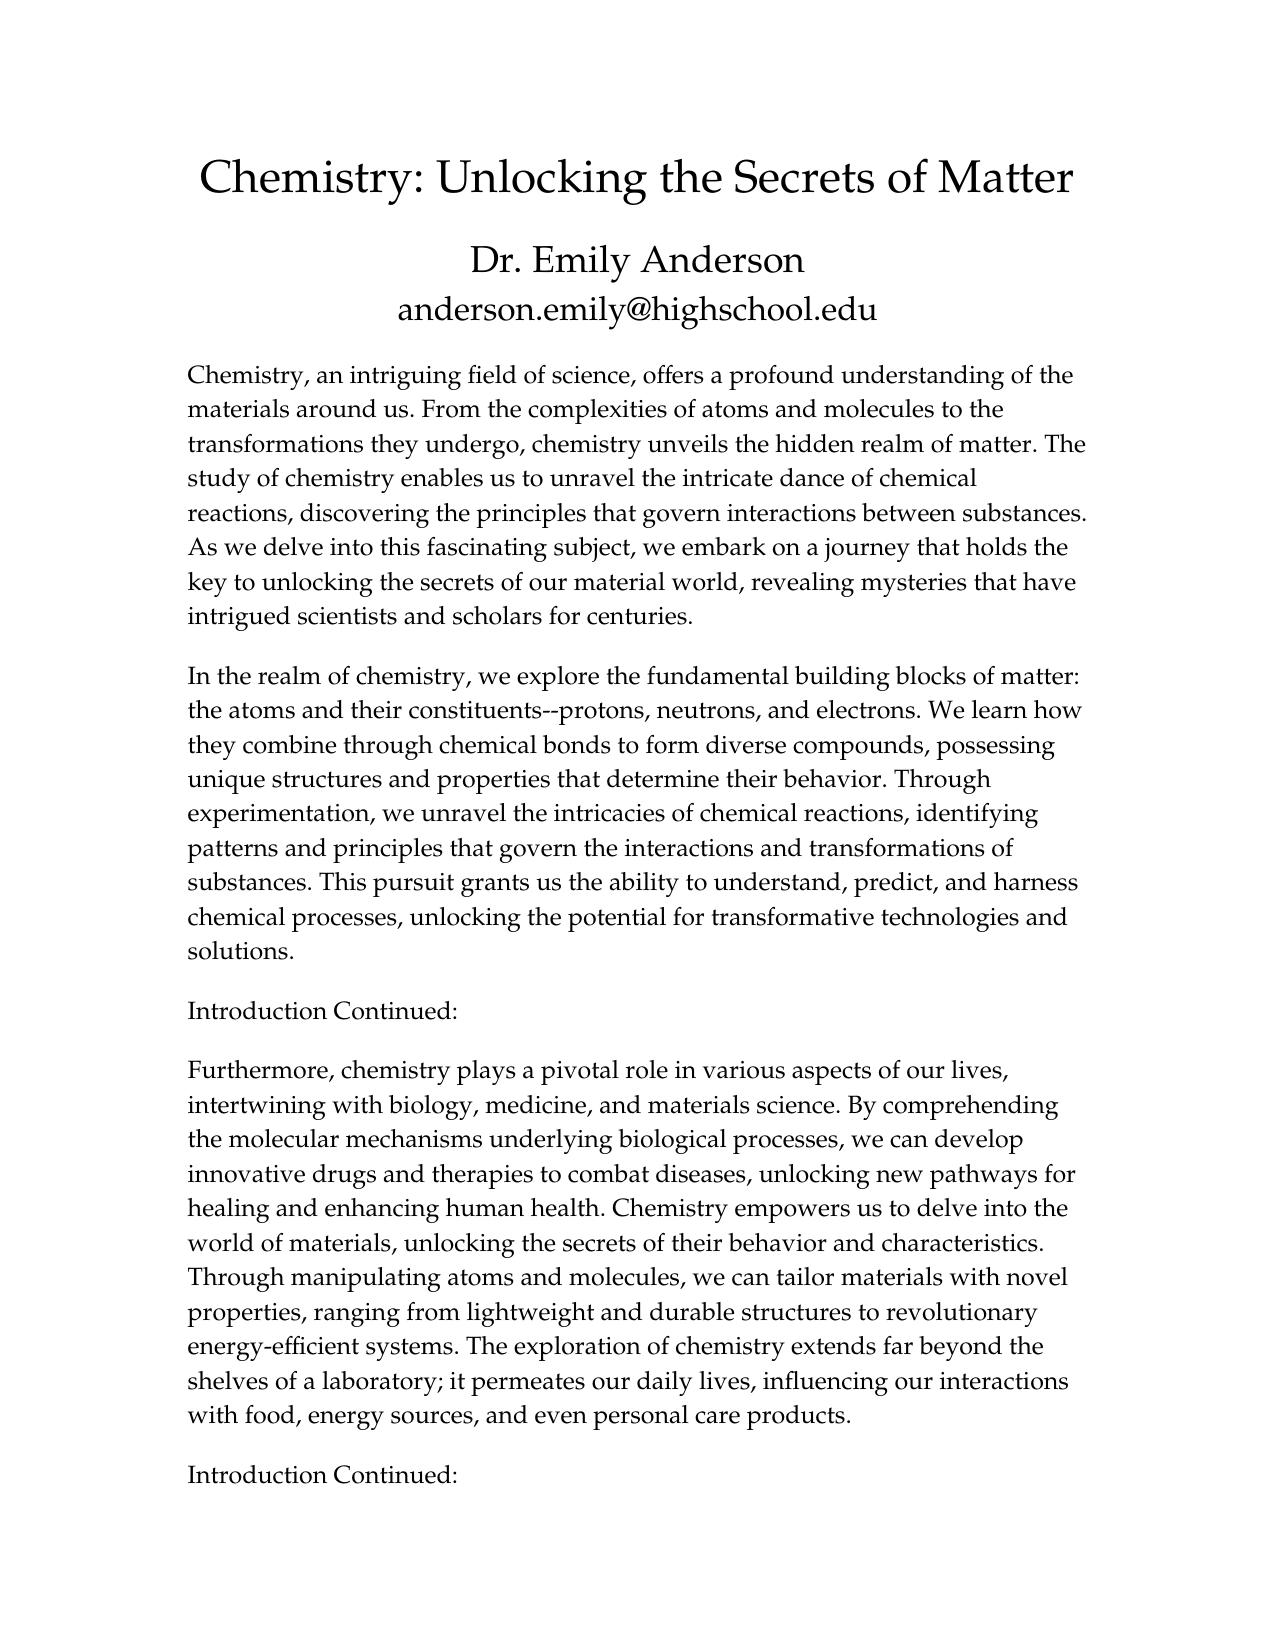 Chemistry: Unlocking the Secrets of Matter
Dr. Emily Anderson
anderson.emily@highschool.edu
Chemistry, an intriguing field of science, offers a profound understanding of the
materials around us. From the complexities of atoms and molecules to the
transformations they undergo, chemistry unveils the hidden realm of matter. The
study of chemistry enables us to unravel the intricate dance of chemical
reactions, discovering the principles that govern interactions between substances.
As we delve into this fascinating subject, we embark on a journey that holds the
key to unlocking the secrets of our material world, revealing mysteries that have
intrigued scientists and scholars for centuries.
In the realm of chemistry, we explore the fundamental building blocks of matter:
the atoms and their constituents--protons, neutrons, and electrons. We learn how
they combine through chemical bonds to form diverse compounds, possessing
unique structures and properties that determine their behavior. Through
experimentation, we unravel the intricacies of chemical reactions, identifying
patterns and principles that govern the interactions and transformations of
substances. This pursuit grants us the ability to understand, predict, and harness
chemical processes, unlocking the potential for transformative technologies and
solutions.
Introduction Continued:
Furthermore, chemistry plays a pivotal role in various aspects of our lives,
intertwining with biology, medicine, and materials science. By comprehending
the molecular mechanisms underlying biological processes, we can develop
innovative drugs and therapies to combat diseases, unlocking new pathways for
healing and enhancing human health. Chemistry empowers us to delve into the
world of materials, unlocking the secrets of their behavior and characteristics.
Through manipulating atoms and molecules, we can tailor materials with novel
properties, ranging from lightweight and durable structures to revolutionary
energy-efficient systems. The exploration of chemistry extends far beyond the
shelves of a laboratory; it permeates our daily lives, influencing our interactions
with food, energy sources, and even personal care products.
Introduction Continued: